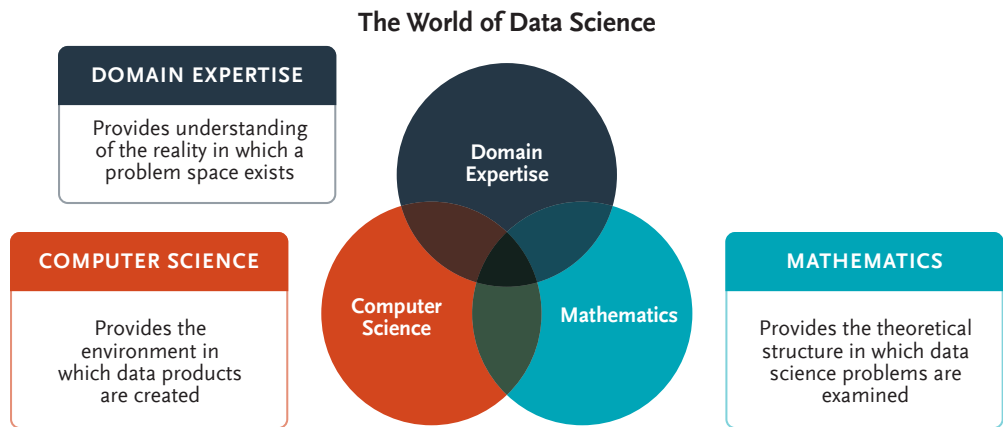 The World of Data Science
DOMAIN EXPERTISE
Provides understanding
of the reality in which a
problem space exists
Domain
Expertise
COMPUTER SCIENCE
Provides the
environment in
which data products
are created
Computer
Science
Mathematics
MATHEMATICS
Provides the theoretical
structure in which data
science problems are
examined